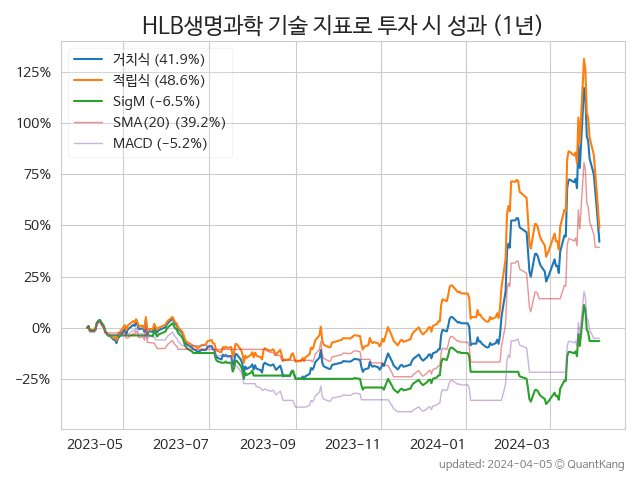 HLB생명과학 기술 지표로 투자 시 성과 (1년)
거치식 (41.9%)
적립식 (48.6%)
SigM (−6.5%)
SMA(20) (39.2%)
MACD (−5.2%)
125%
100%
75%
50%
25%
0%
−25%
2023-05 2023-07 2023-09 2023-11 2024-01 2024-03
updated: 2024-04-05 ⓒ QuantKang